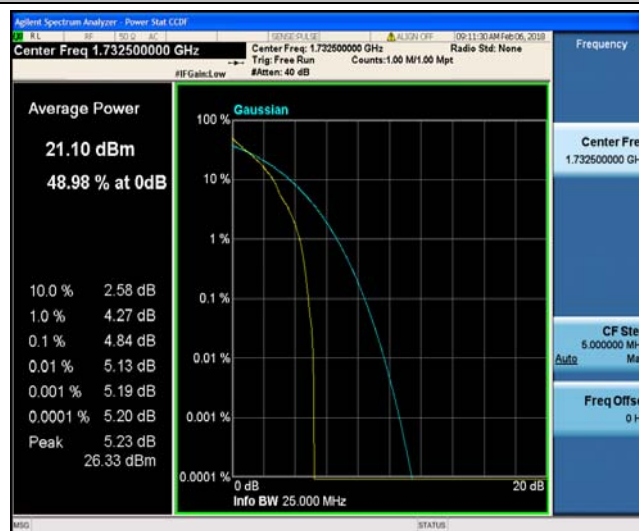 Agilent Spectrum Analyzer - Power Stat CCDF
RL RF 50 Ω AC SENSE:PULSE ALIGN OFF 09:11:30 AM Feb 06, 2018
Center Freq 1.732500000 GHz
Center Freq: 1.732500000 GHz Radio Std: None
Trig: Free Run Counts:1.00 M/1.00 Mpt
#IFGain:Low #Atten: 40 dB
Frequency
Average Power
21.10 dBm
48.98 % at 0dB
10.0 % 2.58 dB
1.0 % 4.27 dB
0.1 % 4.84 dB
0.01 % 5.13 dB
0.001 % 5.19 dB
0.0001 % 5.20 dB
Peak 5.23 dB
26.33 dBm
Gaussian
100 %
10 %
1 %
0.1 %
0.01 %
0.001 %
0.0001 %
0 dB 20 dB
Info BW 25.000 MHz
Center Fre
1.732500000 GH
CF Ste
5.000000 MH
Auto Ma
Freq Offse
0 H
MSG STATUS